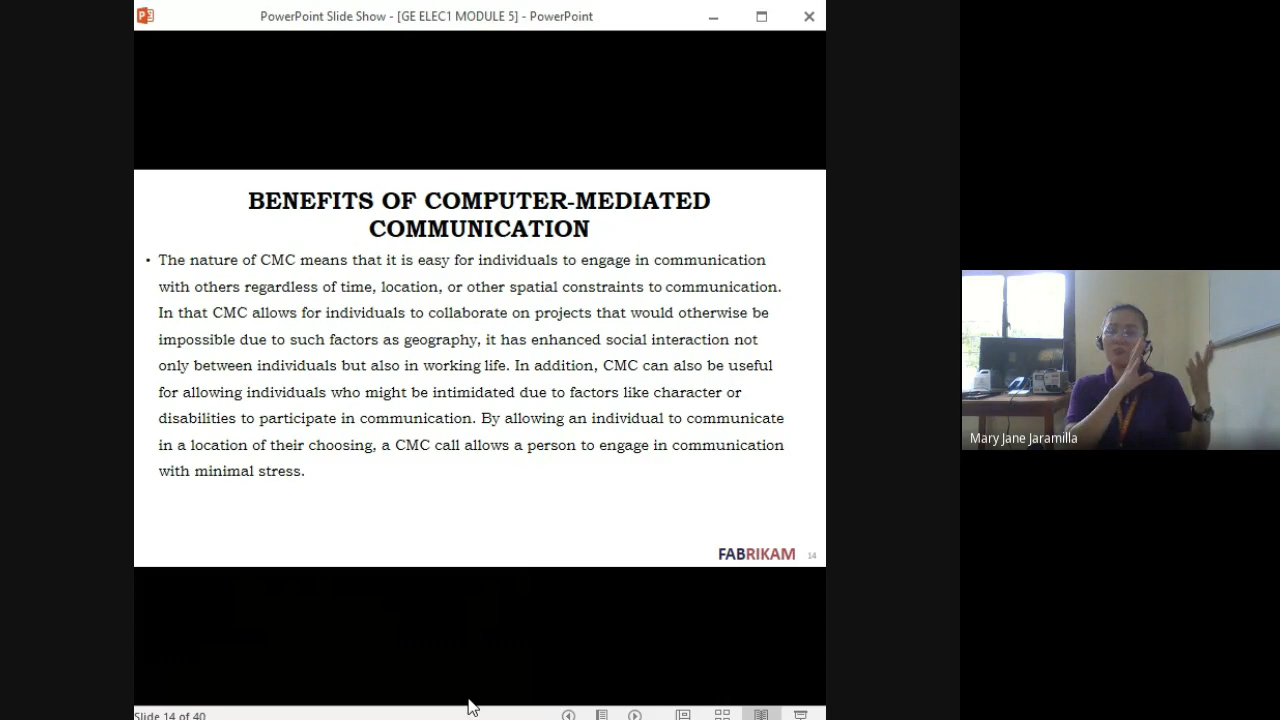 PowerPoint Slide Show - [GE ELEC1 MODULE 5] - PowerPoint
BENEFITS OF COMPUTER-MEDIATED
COMMUNICATION
• The nature of CMC means that it is easy for individuals to engage in communication
with others regardless of time, location, or other spatial constraints to communication.
In that CMC allows for individuals to collaborate on projects that would otherwise be
impossible due to such factors as geography, it has enhanced social interaction not
only between individuals but also in working life. In addition, CMC can also be useful
for allowing individuals who might be intimidated due to factors like character or
disabilities to participate in communication. By allowing an individual to communicate
in a location of their choosing, a CMC call allows a person to engage in communication
with minimal stress.
FABRIKAM 14
Slide 14 of 40
Mary Jane Jaramilla